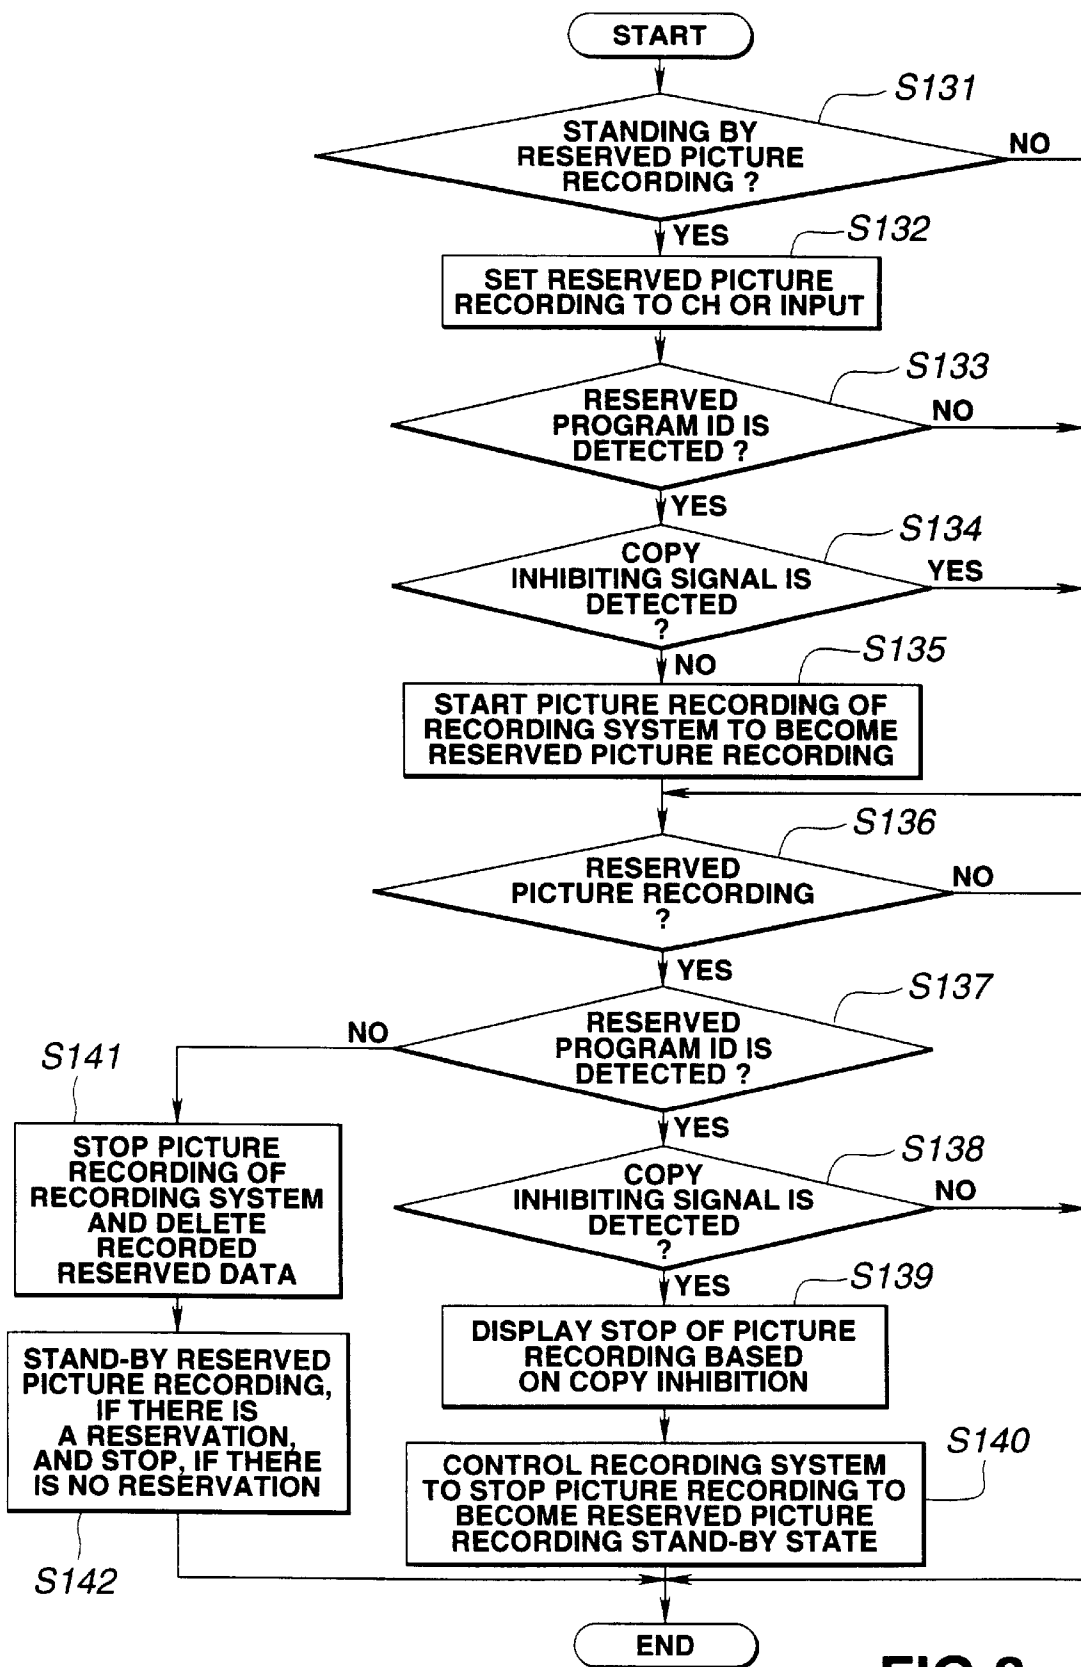 START
S131
STANDING BY
RESERVED PICTURE
RECORDING ?
NO
YES
S132
SET RESERVED PICTURE
RECORDING TO CH OR INPUT
S133
RESERVED
PROGRAM ID IS
DETECTED ?
NO
YES
S134
COPY
INHIBITING SIGNAL IS
DETECTED
?
YES
NO
S135
START PICTURE RECORDING OF
RECORDING SYSTEM TO BECOME
RESERVED PICTURE RECORDING
S136
RESERVED
PICTURE RECORDING
?
NO
YES
S137
RESERVED
PROGRAM ID IS
DETECTED ?
NO
YES
S141
STOP PICTURE
RECORDING OF
RECORDING SYSTEM
AND DELETE
RECORDED
RESERVED DATA
S138
COPY
INHIBITING SIGNAL IS
DETECTED
?
NO
YES
S139
DISPLAY STOP OF PICTURE
RECORDING BASED
ON COPY INHIBITION
STAND-BY RESERVED
PICTURE RECORDING,
IF THERE IS
A RESERVATION,
AND STOP, IF THERE
IS NO RESERVATION
S142
S140
CONTROL RECORDING SYSTEM
TO STOP PICTURE RECORDING TO
BECOME RESERVED PICTURE
RECORDING STAND-BY STATE
END